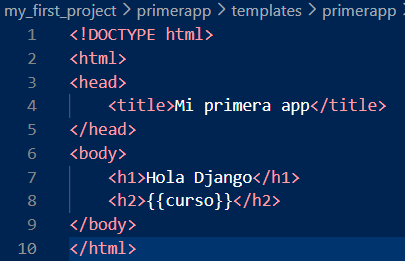 my_first_project > primerapp > templates > primerapp
1 <!DOCTYPE html>
2 <html>
3 <head>
4     <title>Mi primera app</title>
5 </head>
6 <body>
7     <h1>Hola Django</h1>
8     <h2>{{curso}}</h2>
9 </body>
10 </html>